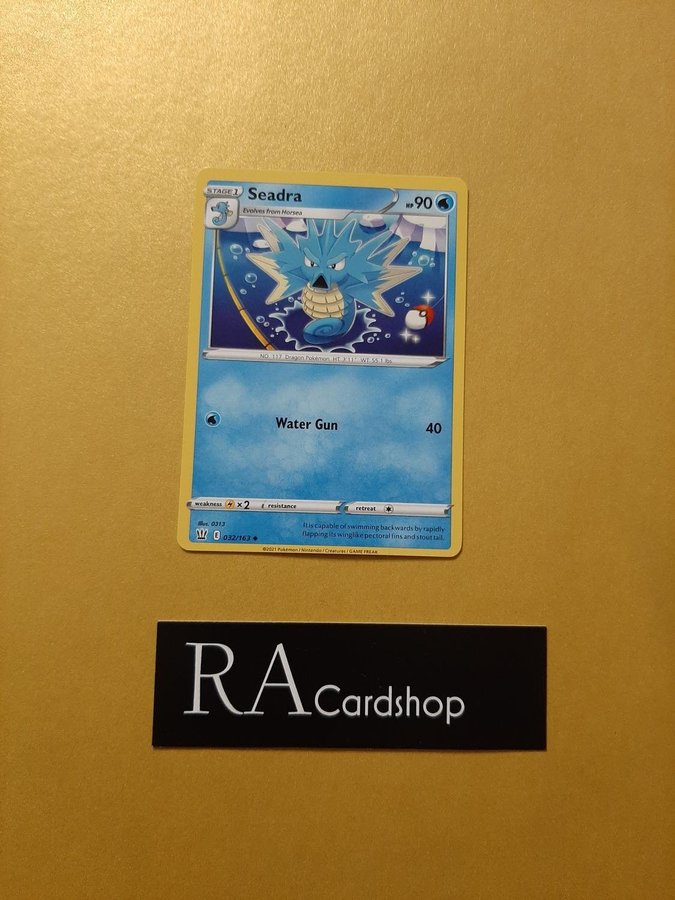 STAGE 1
Seadra
HP 90
Evolves from Horsea
NO. 117 Dragon Pokémon HT: 3'11" WT: 55.1 lbs.
Water Gun 40
weakness ×2 resistance retreat
Illus. 0313
It is capable of swimming backwards by rapidly
flapping its winglike pectoral fins and stout tail.
032/163
©2021 Pokémon / Nintendo / Creatures / GAME FREAK
RA Cardshop